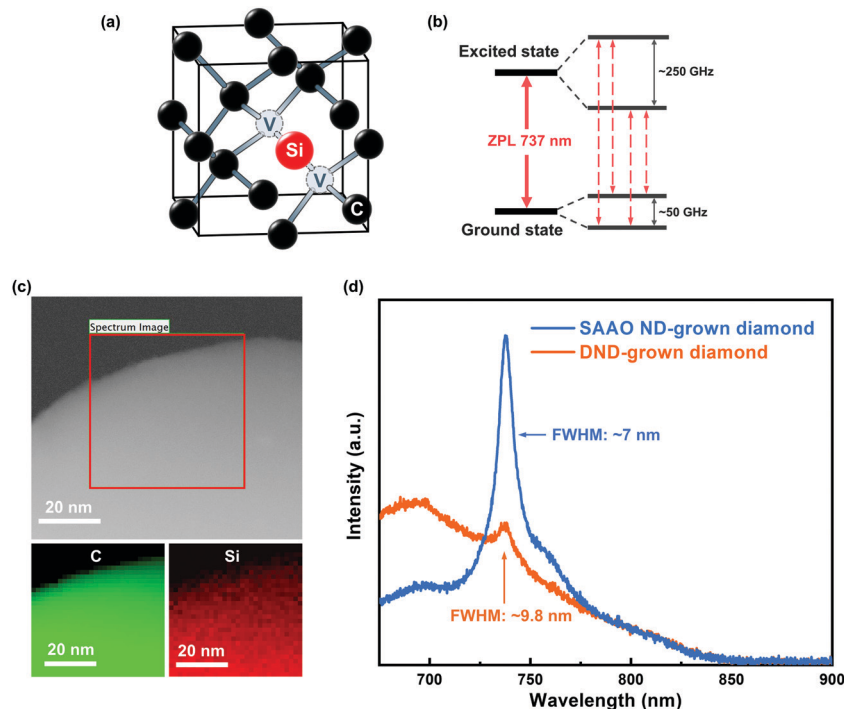 (a)
V
Si
V
C
(b)
Excited state
~250 GHz
ZPL 737 nm
~50 GHz
Ground state
(c)
Spectrum Image
20 nm
C
20 nm
Si
20 nm
(d)
SAAO ND-grown diamond
DND-grown diamond
FWHM: ~7 nm
FWHM: ~9.8 nm
Intensity (a.u.)
700
750
800
850
900
Wavelength (nm)